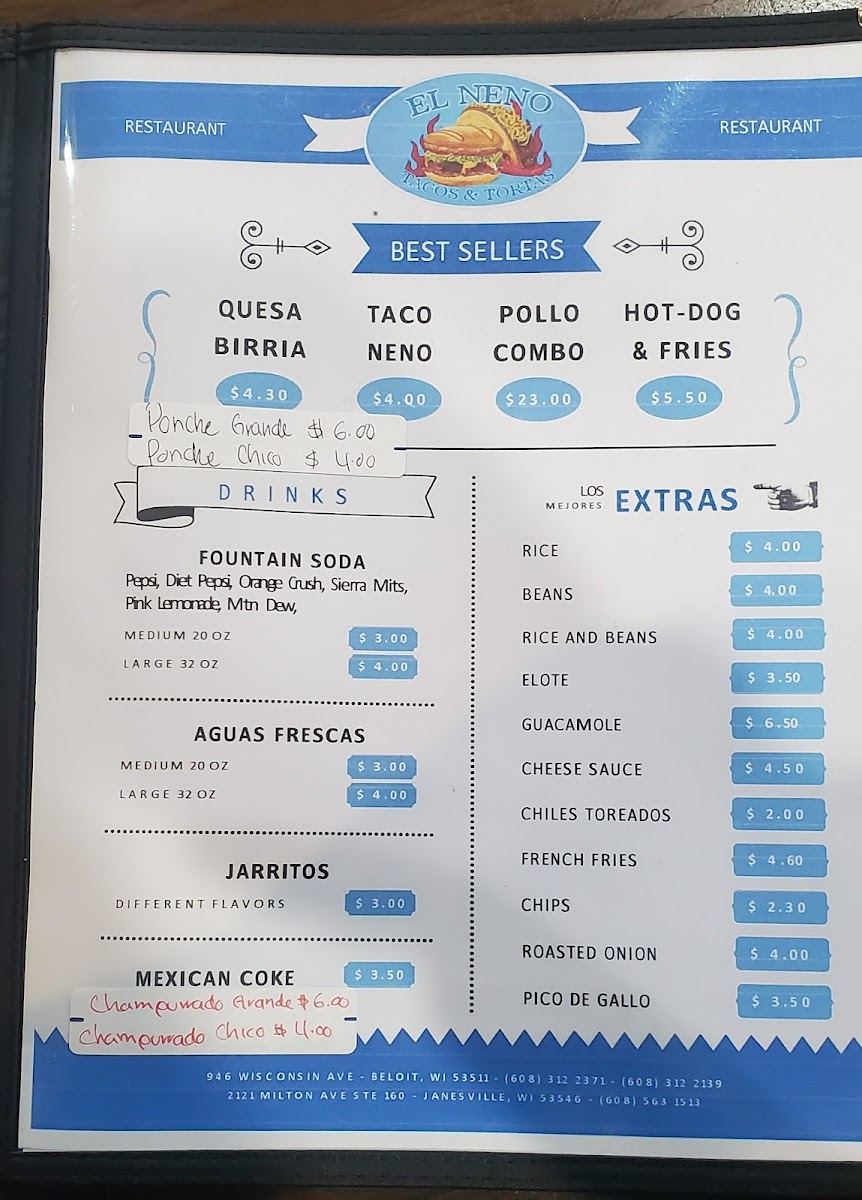 RESTAURANT
EL NENO
TACOS & TORTAS
RESTAURANT
BEST SELLERS
QUESA
BIRRIA
$4.30
TACO
NENO
$4.00
POLLO
COMBO
$23.00
HOT-DOG
& FRIES
$5.50
Ponche Grande $ 6.00
Ponche Chico $ 4.00
DRINKS
FOUNTAIN SODA
Pepsi, Diet Pepsi, Orange Crush, Sierra Mits,
Pink Lemonade, Mtn Dew,
MEDIUM 20 OZ $ 3.00
LARGE 32 OZ $ 4.00
AGUAS FRESCAS
MEDIUM 20 OZ $ 3.00
LARGE 32 OZ $ 4.00
JARRITOS
DIFFERENT FLAVORS $ 3.00
MEXICAN COKE $ 3.50
Champurrado Grande $ 6.00
Champurrado Chico $ 4.00
LOS
MEJORES
EXTRAS
RICE $ 4.00
BEANS $ 4.00
RICE AND BEANS $ 4.00
ELOTE $ 3.50
GUACAMOLE $ 6.50
CHEESE SAUCE $ 4.50
CHILES TOREADOS $ 2.00
FRENCH FRIES $ 4.60
CHIPS $ 2.30
ROASTED ONION $ 4.00
PICO DE GALLO $ 3.50
946 WISCONSIN AVE - BELOIT, WI 53511 - (608) 312 2371 - (608) 312 2139
2121 MILTON AVE STE 160 - JANESVILLE, WI 53546 - (608) 563 1513